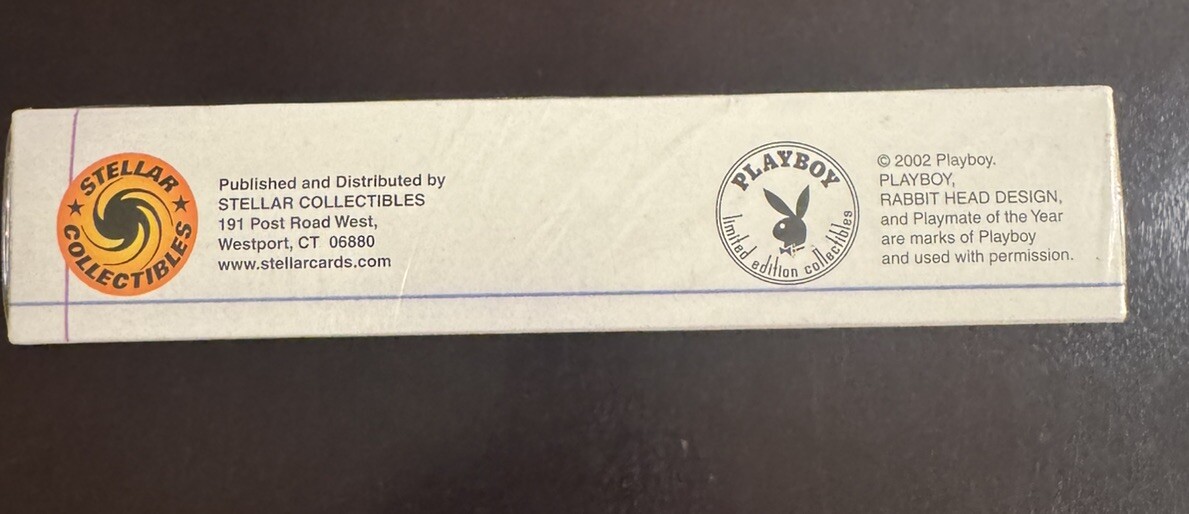 STELLAR
COLLECTIBLES
Published and Distributed by
STELLAR COLLECTIBLES
191 Post Road West,
Westport, CT 06880
www.stellarcards.com
PLAYBOY
limited edition collectibles
© 2002 Playboy.
PLAYBOY,
RABBIT HEAD DESIGN,
and Playmate of the Year
are marks of Playboy
and used with permission.